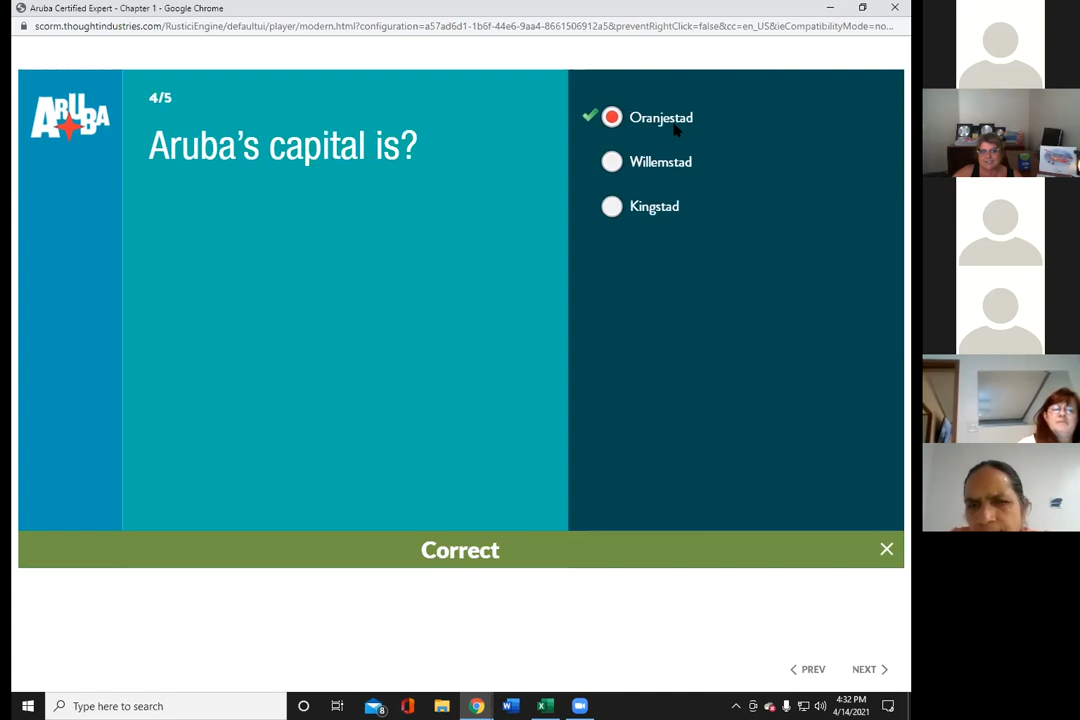 Aruba Certified Expert - Chapter 1 - Google Chrome
scorm.thoughtindustries.com/RusticiEngine/defaultui/player/modern.html?configuration=a57ad6d1-1b6f-44e6-9aa4-8661506912a5&preventRightClick=false&cc=en_US&ieCompatibilityMode=no...
ARUBA
4/5
Aruba's capital is?
Oranjestad
Willemstad
Kingstad
Correct
PREV
NEXT
Type here to search
8
4:32 PM
4/14/2021